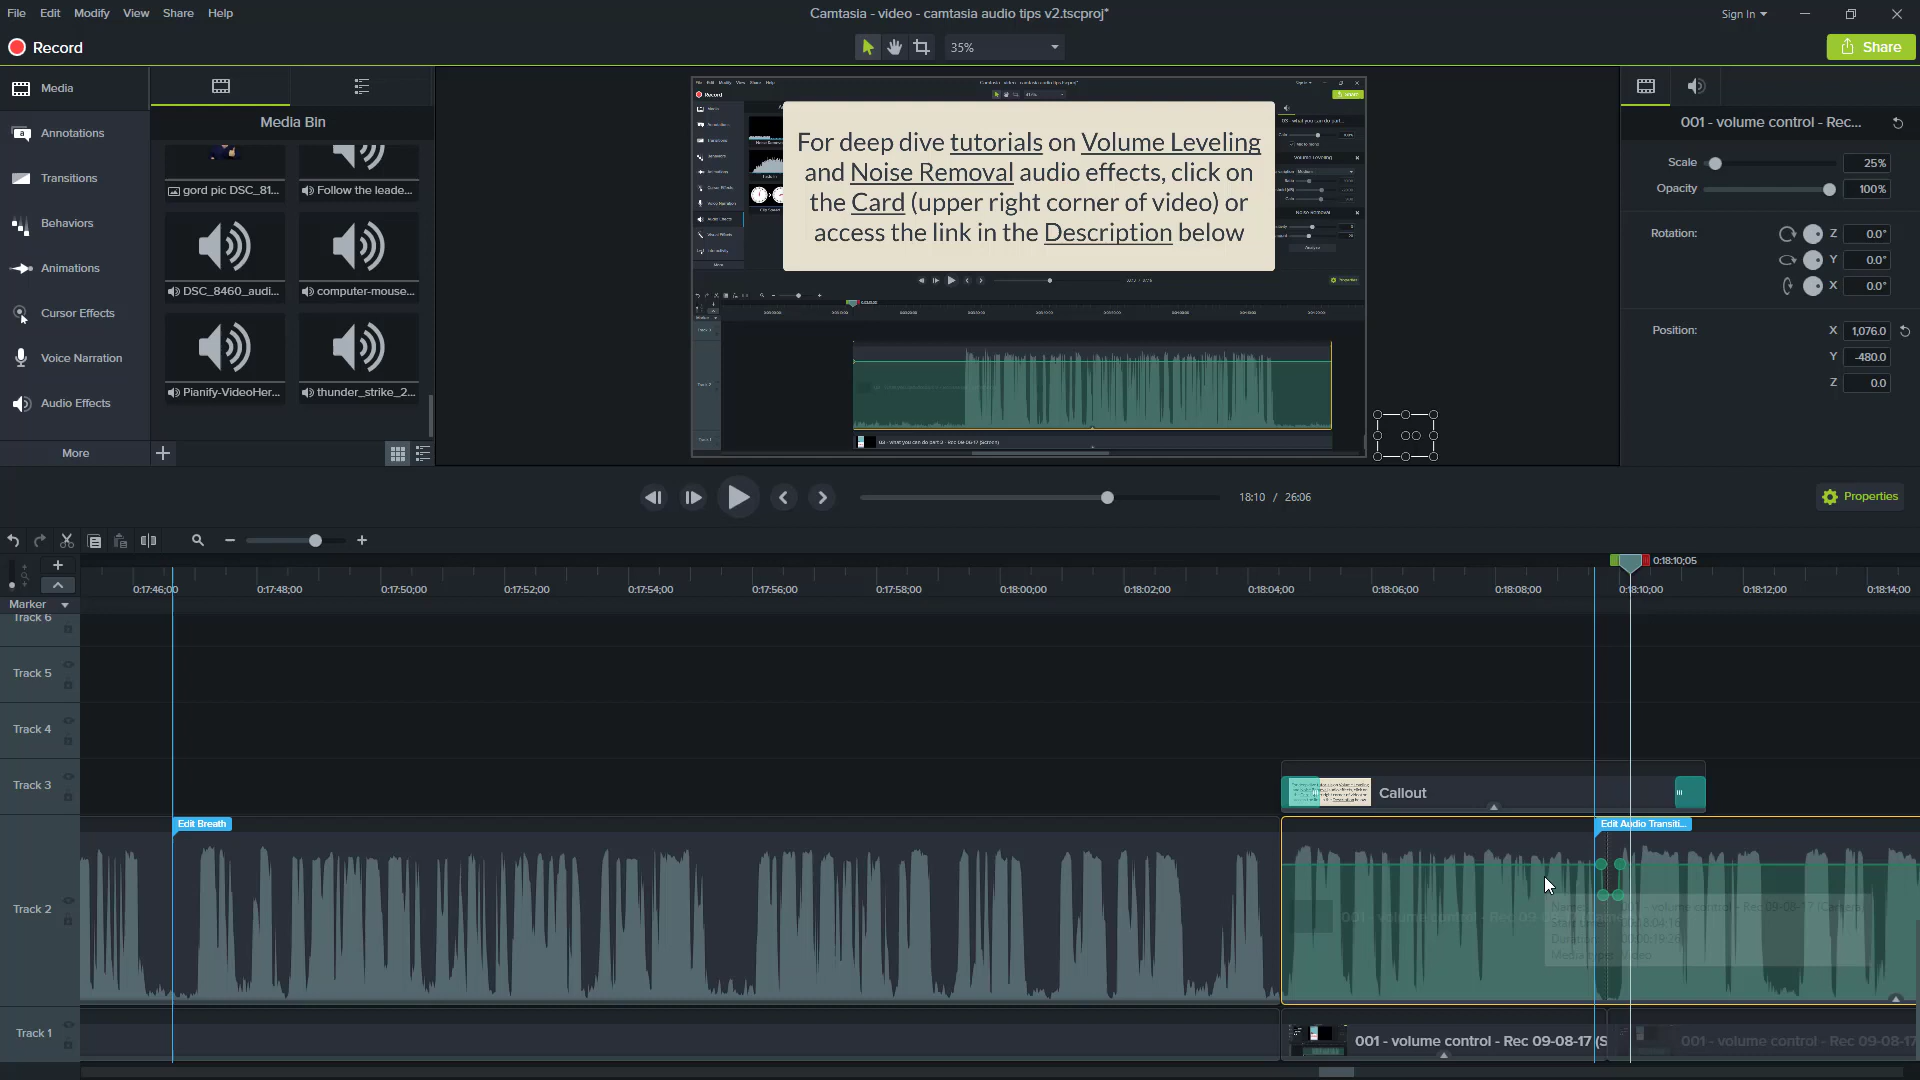 File Edit Modify View Share Help
Camtasia - video - camtasia audio tips v2.tscproj*
Sign In
Record
35%
Share
Media
Annotations
Transitions
Behaviors
Animations
Cursor Effects
Voice Narration
Audio Effects
More
Media Bin
gord pic DSC_81...
Follow the leade...
DSC_8460_audi...
computer-mouse...
Pianify-VideoHer...
thunder_strike_2...
For deep dive tutorials on Volume Leveling
and Noise Removal audio effects, click on
the Card (upper right corner of video) or
access the link in the Description below
001 - volume control - Rec...
Scale 25%
Opacity 100%
Rotation: Z 0.0°
Y 0.0°
X 0.0°
Position: X 1,076.0
Y -480.0
Z 0.0
18:10 / 26:06
Properties
0:18:10;05
0:17:46;00 0:17:48;00 0:17:50;00 0:17:52;00 0:17:54;00 0:17:56;00 0:17:58;00 0:18:00;00 0:18:02;00 0:18:04;00 0:18:06;00 0:18:08;00 0:18:10;00 0:18:12;00 0:18:14;00
Marker
Track 6
Track 5
Track 4
Track 3
Callout
Edit Breath
Edit Audio Transiti...
Track 2
Track 1
001 - volume control - Rec 09-08-17 (S
001 - volume control - Rec 09-08-17